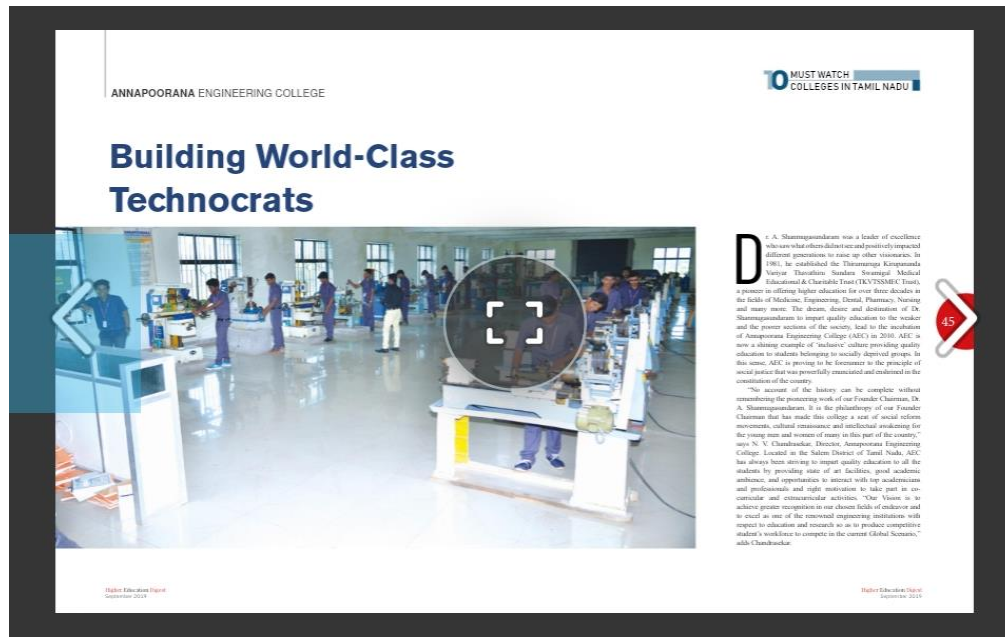 ANNAPOORANA ENGINEERING COLLEGE
10 MUST WATCH
COLLEGES IN TAMIL NADU
Building World-Class
Technocrats
Dr. A. Shanmugasundaram was a leader of excellence
who saw what others did not see and positively impacted
different generations to raise up other visionaries. In
1981, he established the Thirumuruga Kirupananda
Variyar Thavathiru Sundara Swamigal Medical
Educational & Charitable Trust (TKVTSSMEC Trust),
a pioneer in offering higher education for over three decades in
the fields of Medicine, Engineering, Dental, Pharmacy, Nursing
and many more. The dream, desire and destination of Dr.
Shanmugasundaram to impart quality education to the weaker
and the poorer sections of the society, lead to the incubation
of Annapoorana Engineering College (AEC) in 2010. AEC is
now a shining example of ‘inclusive’ culture providing quality
education to students belonging to socially deprived groups. In
this sense, AEC is proving to be forerunner to the principle of
social justice that was powerfully enunciated and enshrined in the
constitution of the country.
“No account of the history can be complete without
remembering the pioneering work of our Founder Chairman, Dr.
A. Shanmugasundaram. It is the philanthropy of our Founder
Chairman that has made this college a seat of social reform
movements, cultural renaissance and intellectual awakening for
the young men and women of many in this part of the country,”
says N. V. Chandrasekar, Director, Annapoorana Engineering
College. Located in the Salem District of Tamil Nadu, AEC
has always been striving to impart quality education to all the
students by providing state of art facilities, good academic
ambience, and opportunities to interact with top academicians
and professionals and right motivation to take part in co-
curricular and extracurricular activities. “Our Vision is to
achieve greater recognition in our chosen fields of endeavor and
to excel as one of the renowned engineering institutions with
respect to education and research so as to produce competitive
student’s workforce to compete in the current Global Scenario,”
adds Chandrasekar.
45
Higher Education Digest
September 2019
Higher Education Digest
September 2019